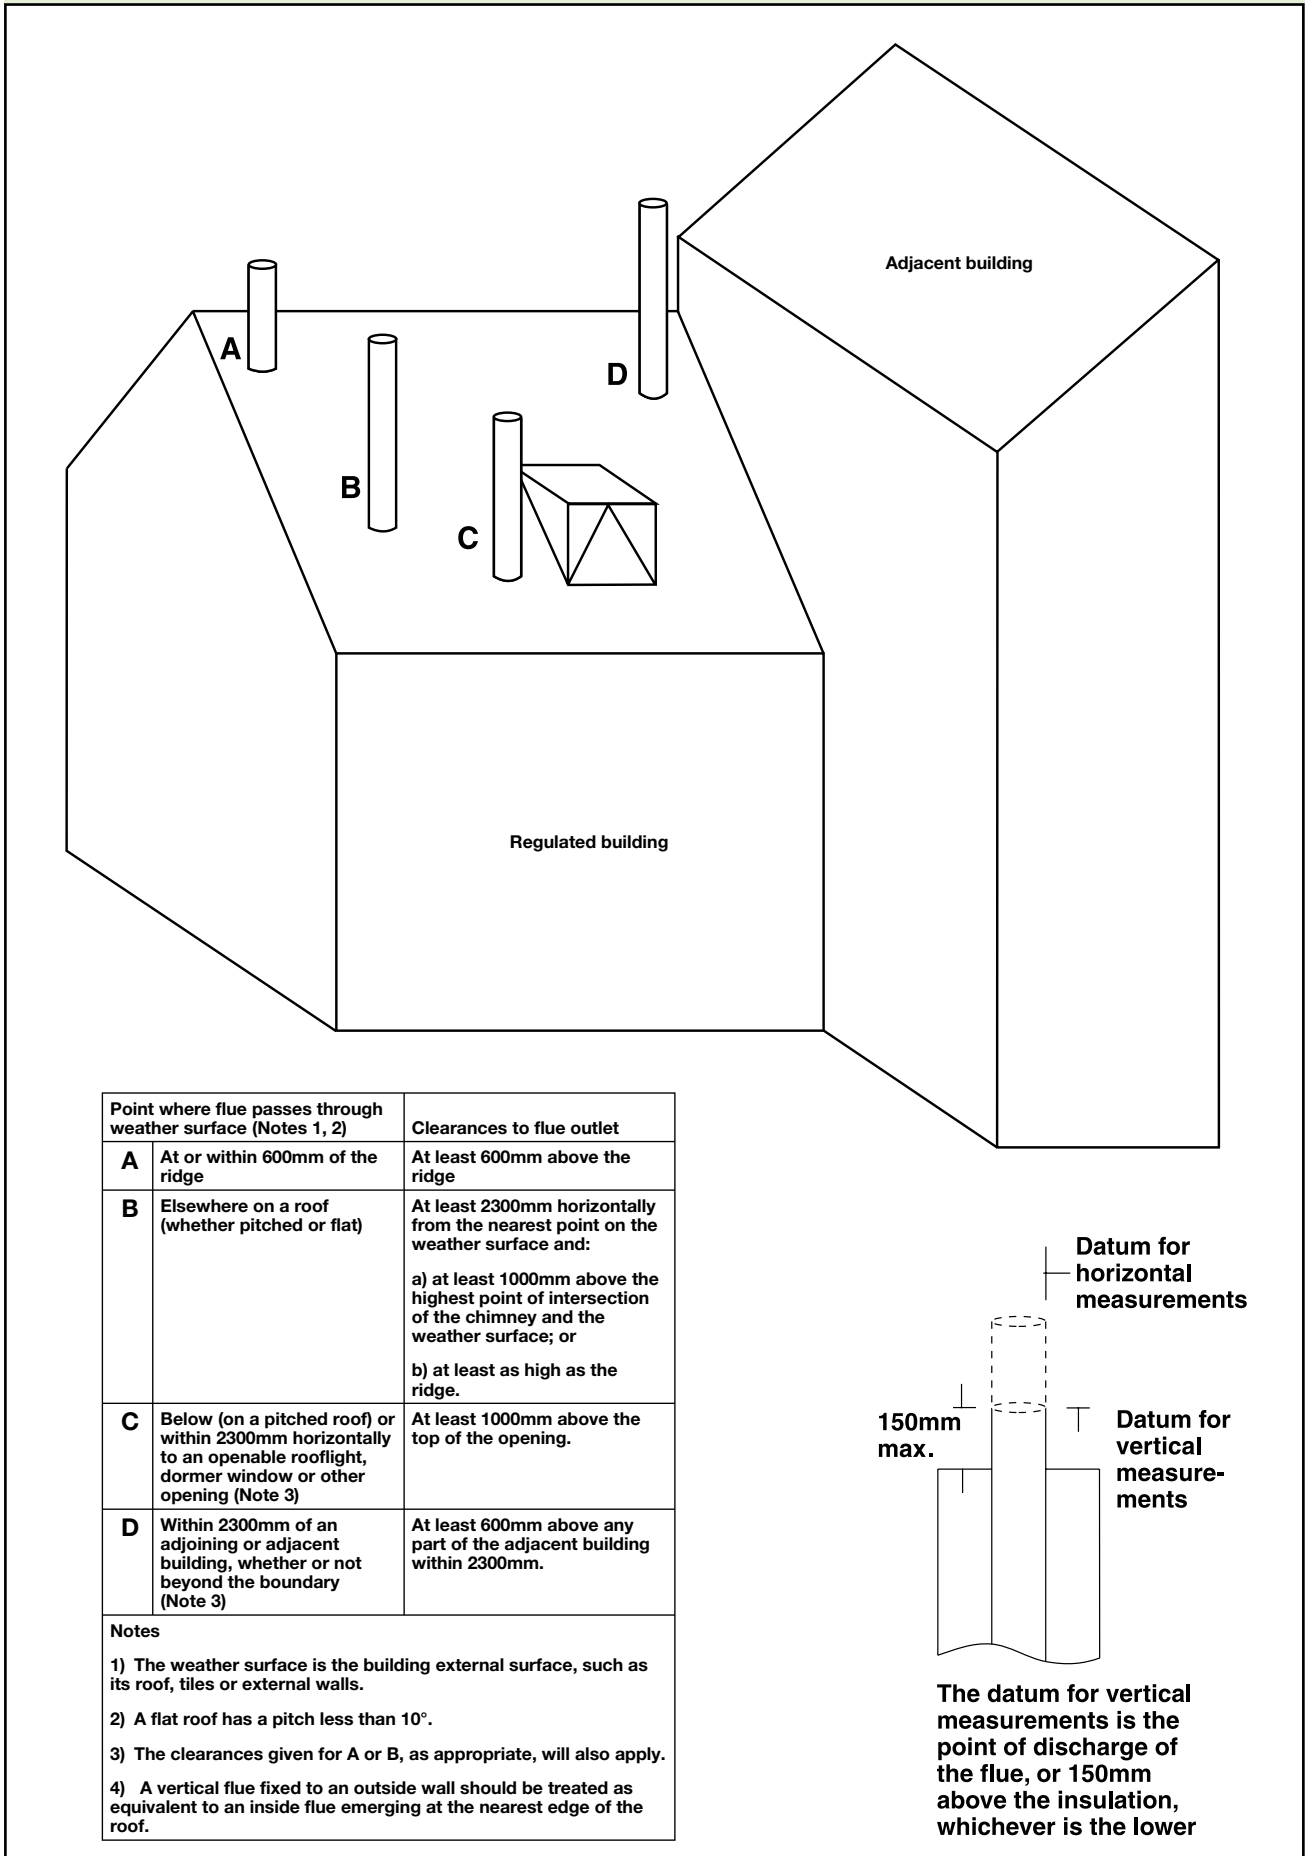 Adjacent building
A
D
B
C
Regulated building
Point where flue passes through
weather surface (Notes 1, 2)
Clearances to flue outlet
A
At or within 600mm of the
ridge
At least 600mm above the
ridge
B
Elsewhere on a roof
(whether pitched or flat)
At least 2300mm horizontally
from the nearest point on the
weather surface and:
a) at least 1000mm above the
highest point of intersection
of the chimney and the
weather surface; or
b) at least as high as the
ridge.
C
Below (on a pitched roof) or
within 2300mm horizontally
to an openable rooflight,
dormer window or other
opening (Note 3)
At least 1000mm above the
top of the opening.
D
Within 2300mm of an
adjoining or adjacent
building, whether or not
beyond the boundary
(Note 3)
At least 600mm above any
part of the adjacent building
within 2300mm.
Notes
1) The weather surface is the building external surface, such as
its roof, tiles or external walls.
2) A flat roof has a pitch less than 10°.
3) The clearances given for A or B, as appropriate, will also apply.
4) A vertical flue fixed to an outside wall should be treated as
equivalent to an inside flue emerging at the nearest edge of the
roof.
Datum for
horizontal
measurements
150mm
max.
Datum for
vertical
measure-
ments
The datum for vertical
measurements is the
point of discharge of
the flue, or 150mm
above the insulation,
whichever is the lower